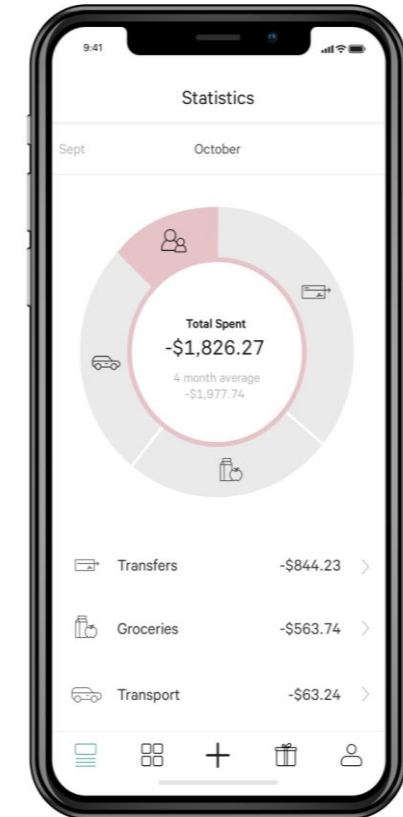 9:41
Statistics
Sept October
Total Spent
-$1,826.27
4 month average
-$1,977.74
Transfers -$844.23
Groceries -$563.74
Transport -$63.24